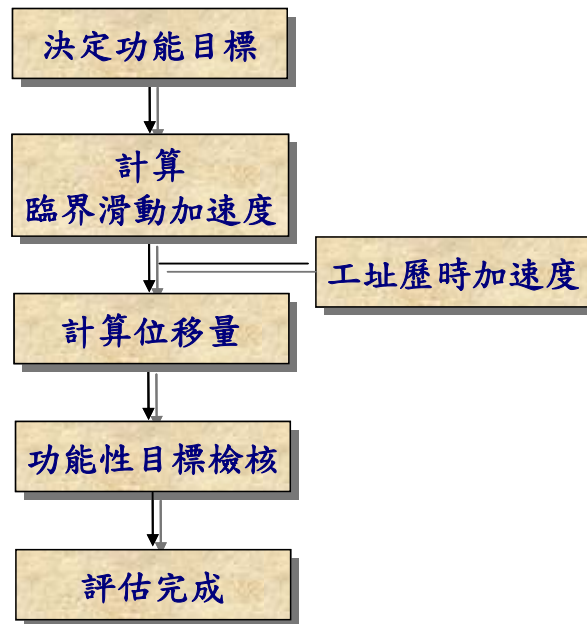 決定功能目標
計算
臨界滑動加速度
工址歷時加速度
計算位移量
功能性目標檢核
評估完成